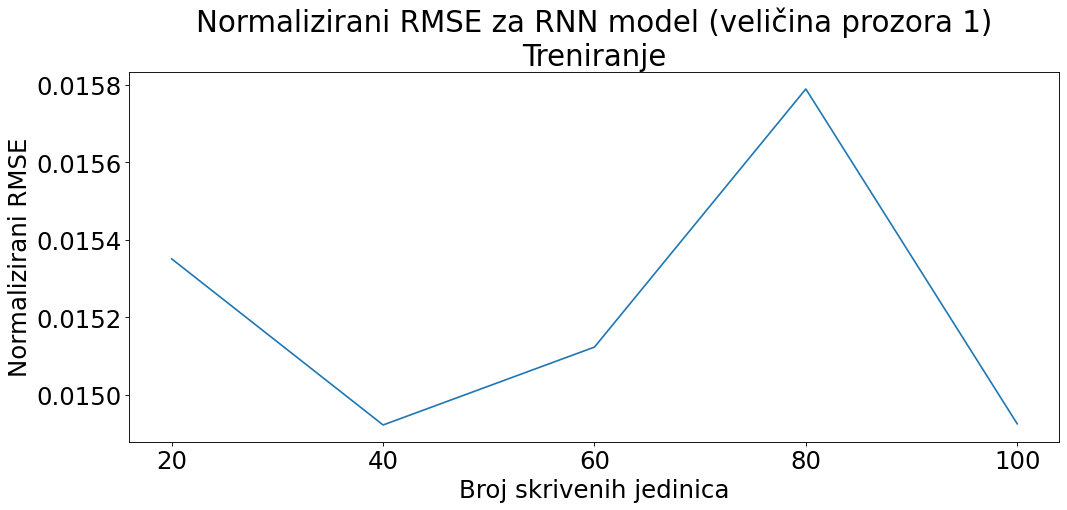 Normalizirani RMSE za RNN model (veličina prozora 1)
Treniranje
Normalizirani RMSE
0.0158
0.0156
0.0154
0.0152
0.0150
20 40 60 80 100
Broj skrivenih jedinica